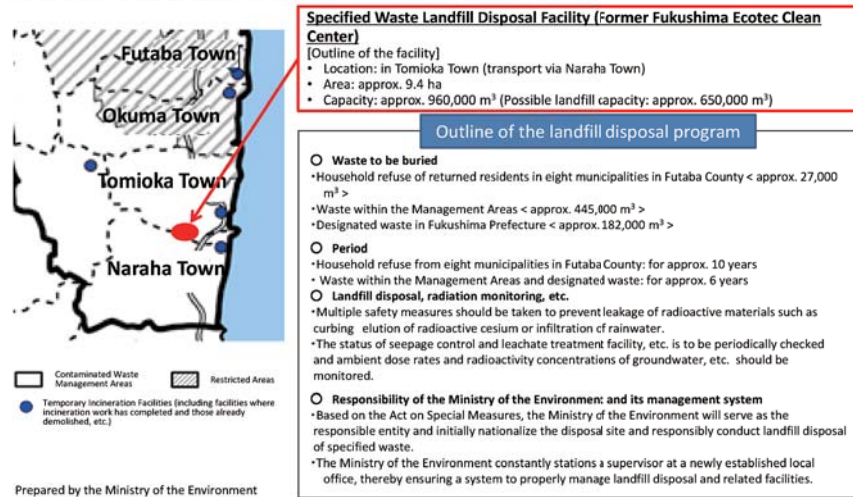 Futaba Town
Okuma Town
Tomioka Town
Naraha Town
Contaminated Waste
Management Areas
Restricted Areas
Temporary Incineration Facilities (including facilities where
incineration work has completed and those already
demolished, etc.)
Prepared by the Ministry of the Environment
Specified Waste Landfill Disposal Facility (Former Fukushima Ecotec Clean
Center)
[Outline of the facility]
• Location: in Tomioka Town (transport via Naraha Town)
• Area: approx. 9.4 ha
• Capacity: approx. 960,000 m³ (Possible landfill capacity: approx. 650,000 m³)
Outline of the landfill disposal program
○ Waste to be buried
・Household refuse of returned residents in eight municipalities in Futaba County < approx. 27,000
m³ >
・Waste within the Management Areas < approx. 445,000 m³ >
・Designated waste in Fukushima Prefecture < approx. 182,000 m³ >
○ Period
・Household refuse from eight municipalities in Futaba County: for approx. 10 years
・ Waste within the Management Areas and designated waste: for approx. 6 years
○ Landfill disposal, radiation monitoring, etc.
・Multiple safety measures should be taken to prevent leakage of radioactive materials such as
curbing elution of radioactive cesium or infiltration of rainwater.
・The status of seepage control and leachate treatment facility, etc. is to be periodically checked
and ambient dose rates and radioactivity concentrations of groundwater, etc. should be
monitored.
○ Responsibility of the Ministry of the Environment and its management system
・Based on the Act on Special Measures, the Ministry of the Environment will serve as the
responsible entity and initially nationalize the disposal site and responsibly conduct landfill disposal
of specified waste.
・The Ministry of the Environment constantly stations a supervisor at a newly established local
office, thereby ensuring a system to properly manage landfill disposal and related facilities.